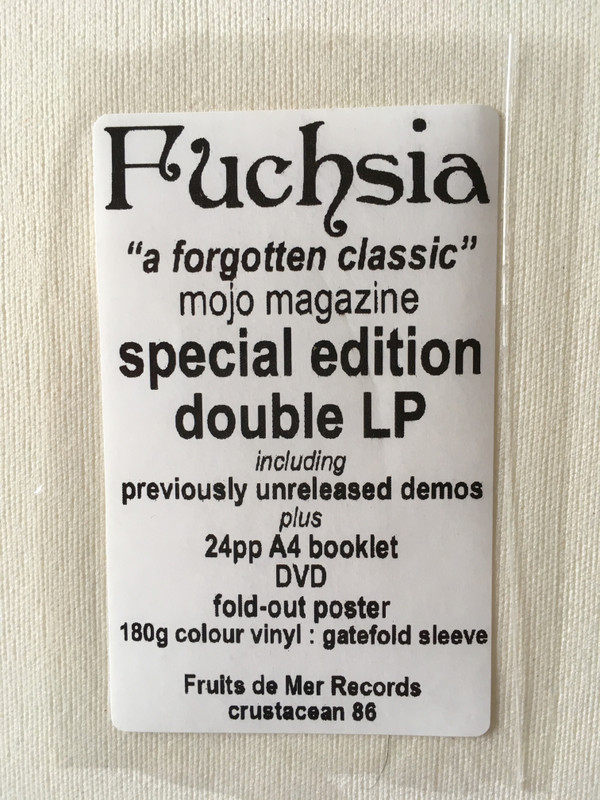 Fuchsia
“a forgotten classic”
mojo magazine
special edition
double LP
including
previously unreleased demos
plus
24pp A4 booklet
DVD
fold-out poster
180g colour vinyl : gatefold sleeve
Fruits de Mer Records
crustacean 86